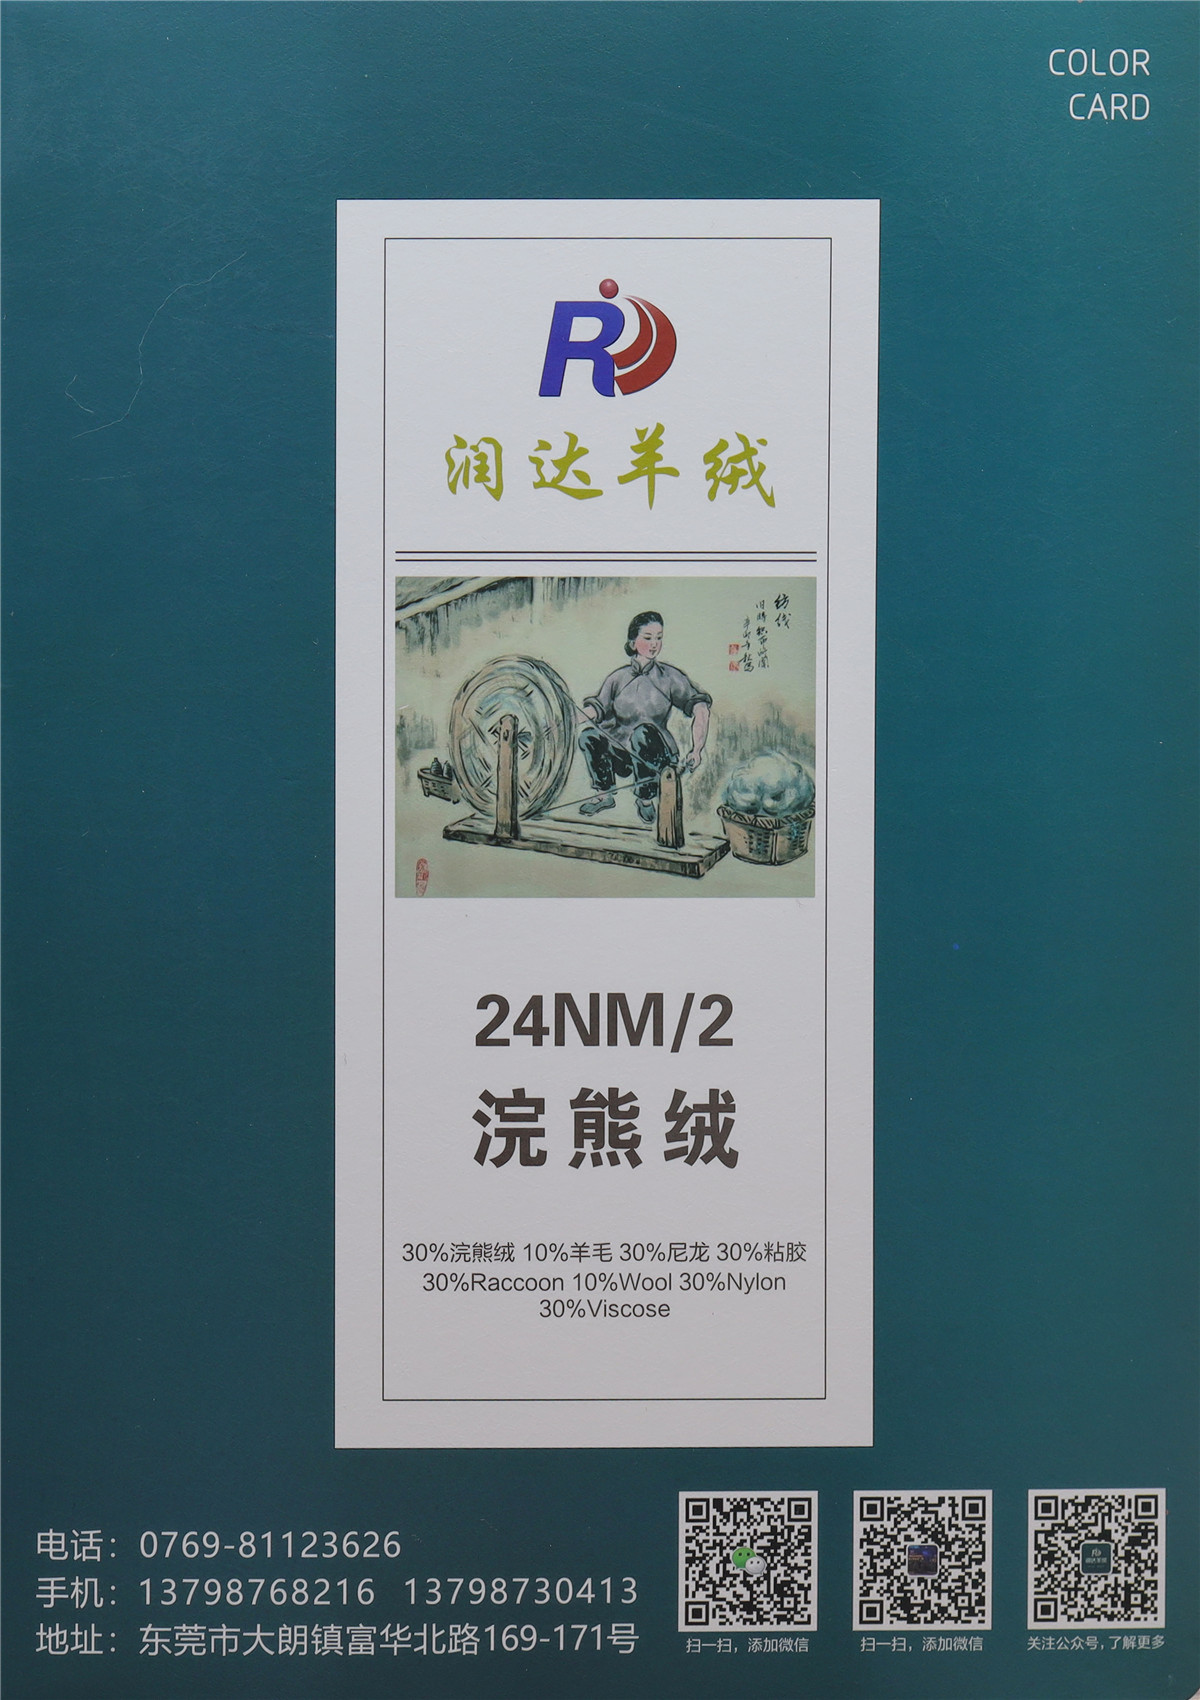 COLOR
CARD
润达羊绒
纺线
24NM/2
浣熊绒
30%浣熊绒 10%羊毛 30%尼龙 30%粘胶
30%Raccoon 10%Wool 30%Nylon
30%Viscose
电话：0769-81123626
手机：13798768216 13798730413
地址：东莞市大朗镇富华北路169-171号
扫一扫，添加微信
扫一扫，添加微信
关注公众号，了解更多